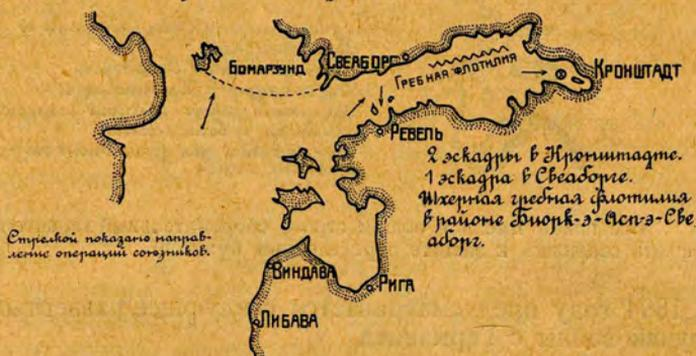 СВЕАБОРГ
БОМАРЗУНД
ГРЕБНАЯ ФЛОТИЛИЯ
КРОНШТАДТ
РЕВЕЛЬ
2 эскадры в Кронштадте.
1 эскадра в Свеаборге.
Шхерная гребная флотилия
в районе Биорк-э-Асп-э-Све
аборг.
Стрелкой показано направ-
ление операций союзников.
ВИНДАВА
РИГА
ЛИБАВА